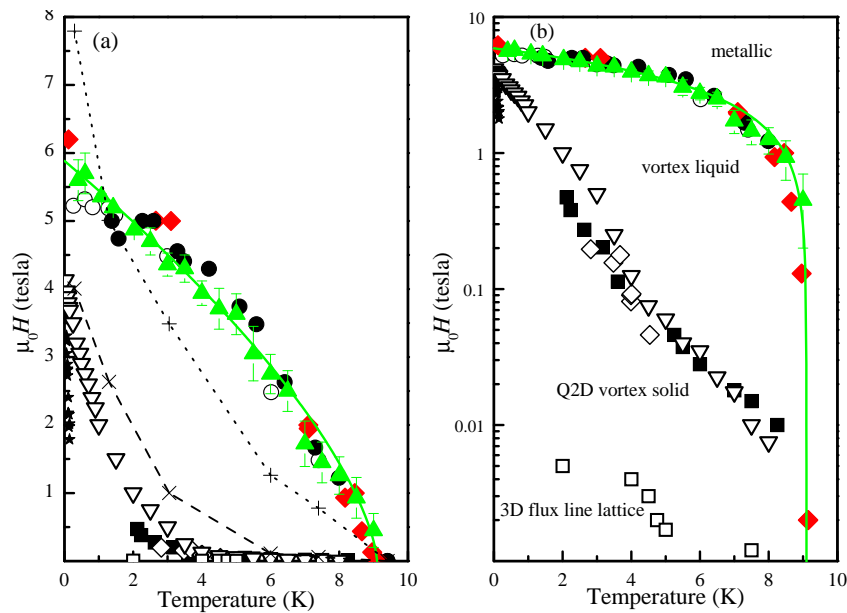 (a)
8
7
6
5
4
3
2
1
0 2 4 6 8 10
Temperature (K)
μ₀H (tesla)
(b)
10
1
0.1
0.01
2 4 6 8 10
Temperature (K)
μ₀H (tesla)
metallic
vortex liquid
Q2D vortex solid
3D flux line lattice